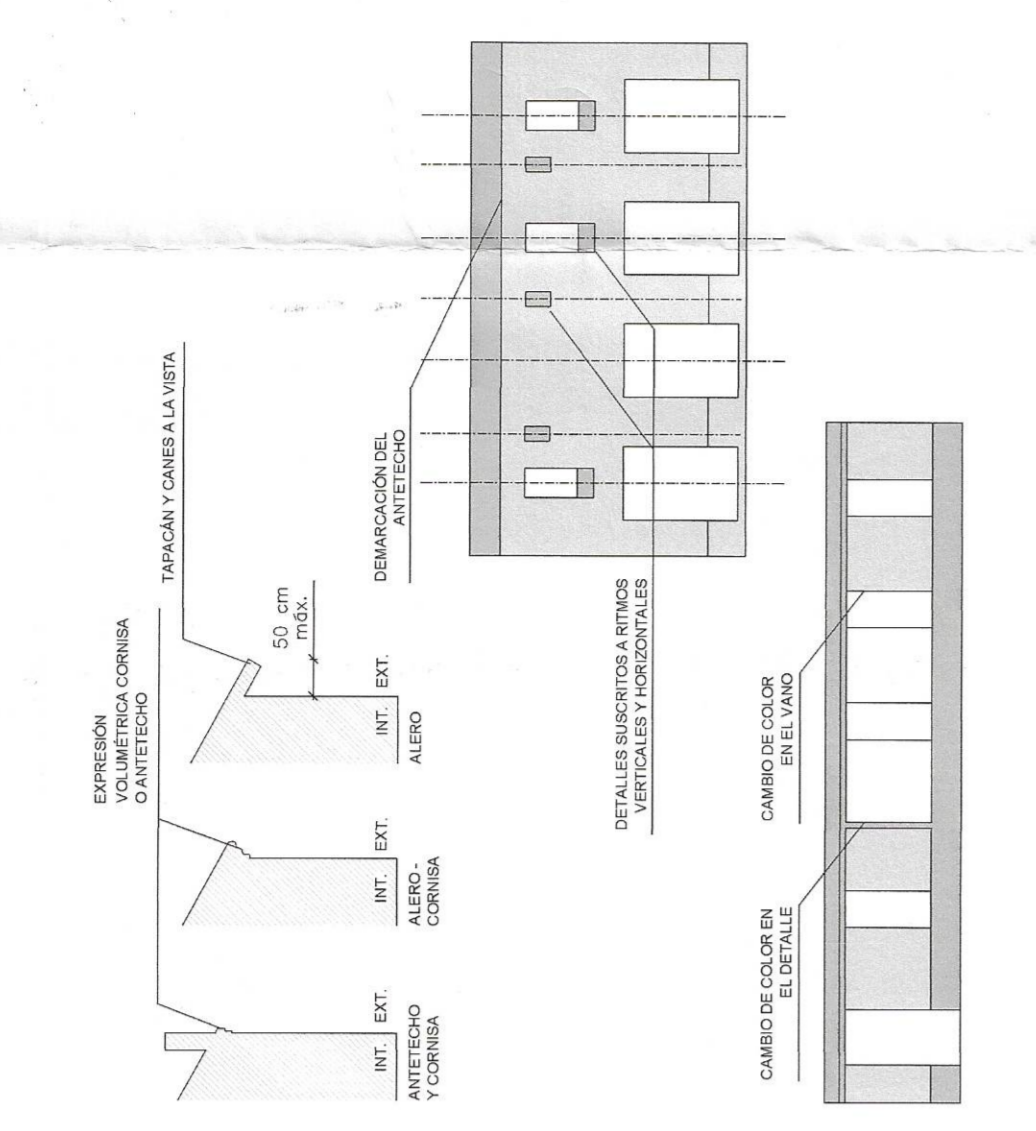 EXPRESIÓN
VOLUMÉTRICA CORNISA
O ANTETECHO
TAPACÁN Y CANES A LA VISTA
50 cm
máx.
INT.
EXT.
ANTETECHO
Y CORNISA
INT.
EXT.
ALERO -
CORNISA
INT.
EXT.
ALERO
DEMARCACIÓN DEL
ANTETECHO
DETALLES SUSCRITOS A RITMOS
VERTICALES Y HORIZONTALES
CAMBIO DE COLOR EN
EL DETALLE
CAMBIO DE COLOR
EN EL VANO